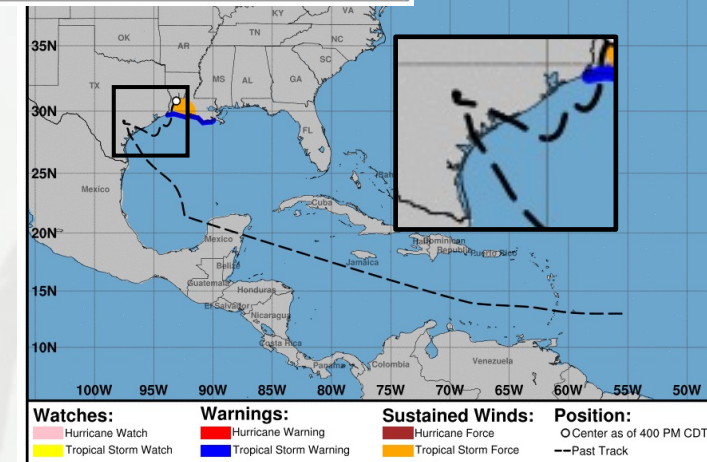 KY
VA
35N
OK
AR
TN
NC
SC
TX
MS
AL
GA
30N
FL
25N
Mexico
Bah
Cuba
20N
Mexico
Haiti
Dominican
Republic
Puerto Rico
Belize
Jamaica
Guatemala
Honduras
15N
El Salvador
Nicaragua
Costa Rica
10N
Panama
Colombia
Venezuela
100W 95W 90W 85W 80W 75W 70W 65W 60W 55W 50W
Watches: Warnings: Sustained Winds: Position:
Hurricane Watch Hurricane Warning Hurricane Force Center as of 400 PM CDT
Tropical Storm Watch Tropical Storm Warning Tropical Storm Force Past Track